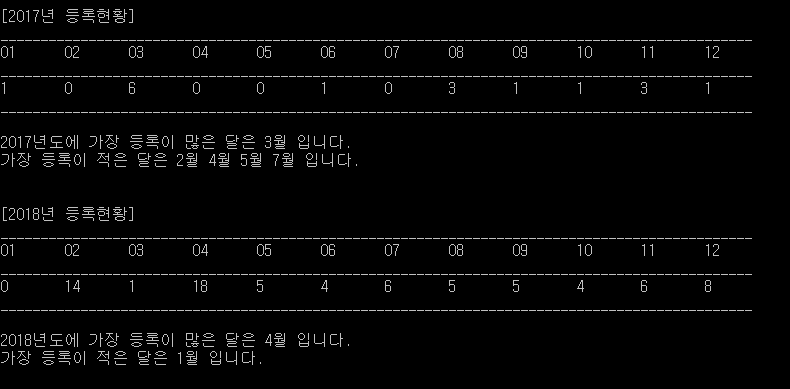 [2017년 등록현황]
01 02 03 04 05 06 07 08 09 10 11 12
1 0 6 0 0 1 0 3 1 1 3 1
2017년도에 가장 등록이 많은 달은 3월 입니다.
가장 등록이 적은 달은 2월 4월 5월 7월 입니다.
[2018년 등록현황]
01 02 03 04 05 06 07 08 09 10 11 12
0 14 1 18 5 4 6 5 5 4 6 8
2018년도에 가장 등록이 많은 달은 4월 입니다.
가장 등록이 적은 달은 1월 입니다.